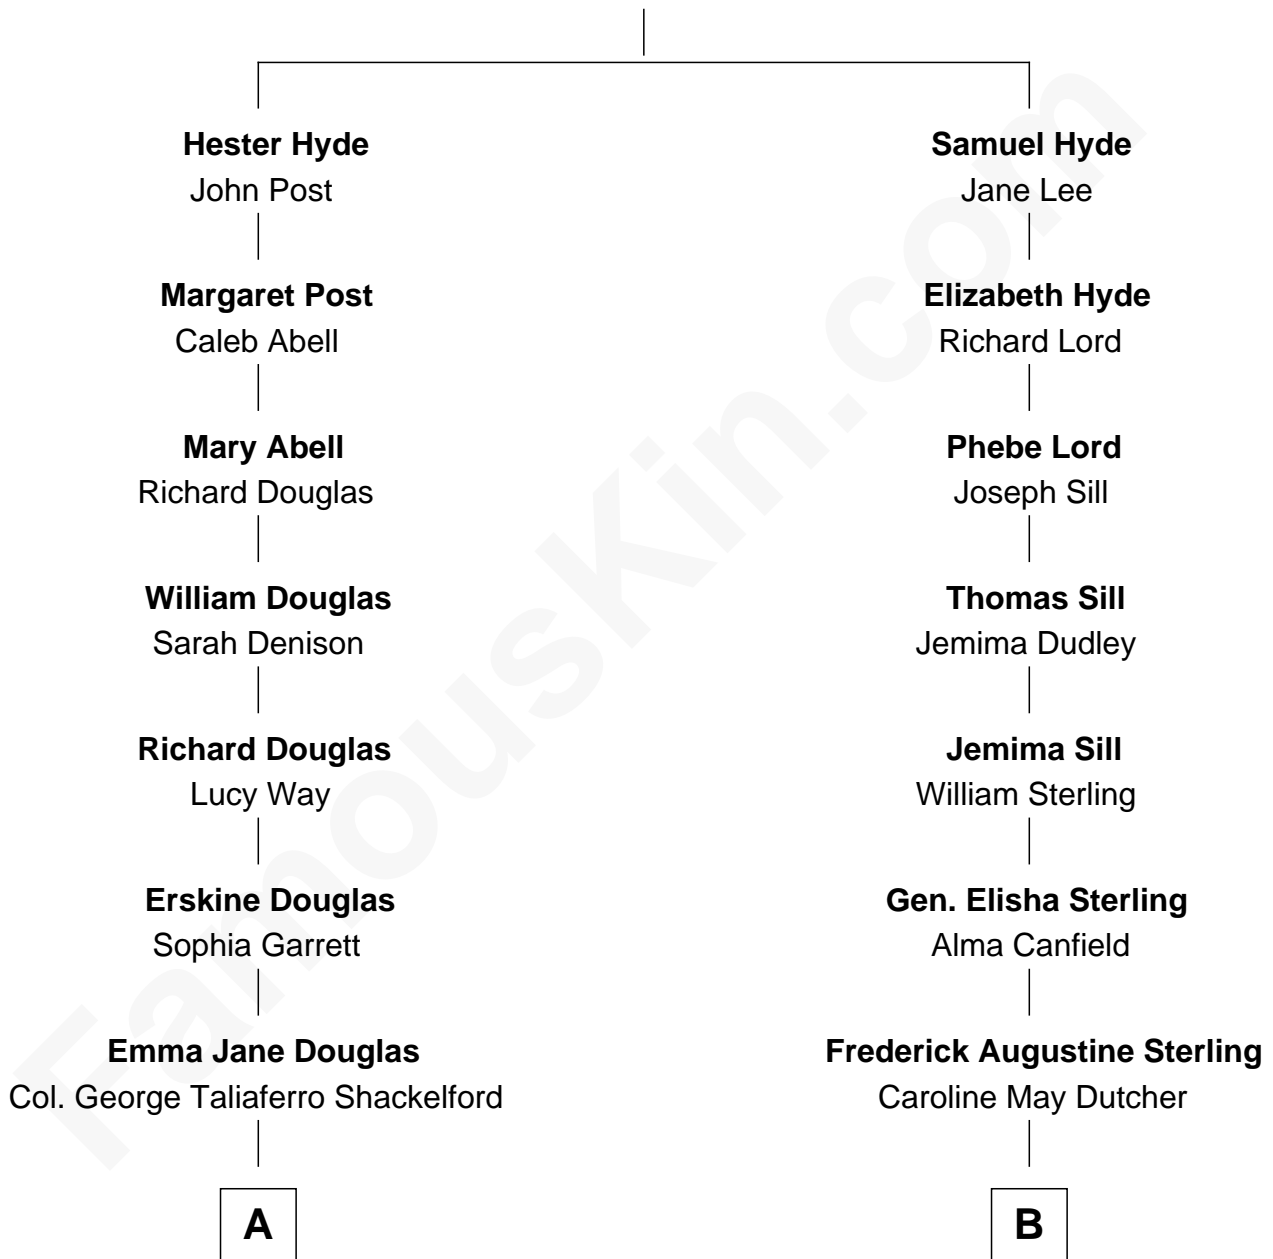 Hester Hyde
John Post
Margaret Post
Caleb Abell
Mary Abell
Richard Douglas
William Douglas
Sarah Denison
Richard Douglas
Lucy Way
Erskine Douglas
Sophia Garrett
Emma Jane Douglas
Col. George Taliaferro Shackelford
A
Samuel Hyde
Jane Lee
Elizabeth Hyde
Richard Lord
Phebe Lord
Joseph Sill
Thomas Sill
Jemima Dudley
Jemima Sill
William Sterling
Gen. Elisha Sterling
Alma Canfield
Frederick Augustine Sterling
Caroline May Dutcher
B
FamousKin.com